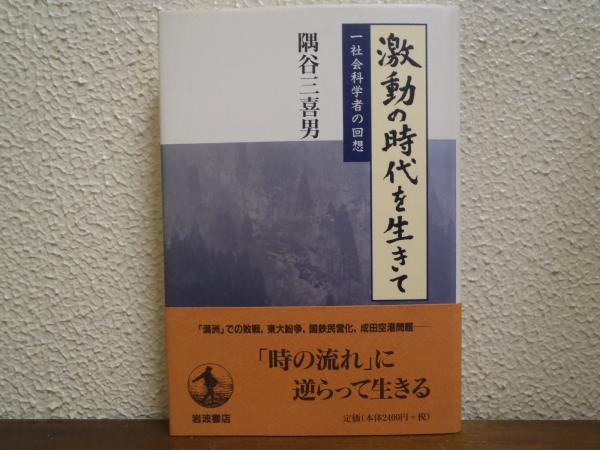 激動の時代を生きて
一社会科学者の回想
隅谷三喜男
「満洲」での敗戦、東大紛争、国鉄民営化、成田空港問題──
「時の流れ」に
逆らって生きる
岩波書店
定価（本体2400円＋税）